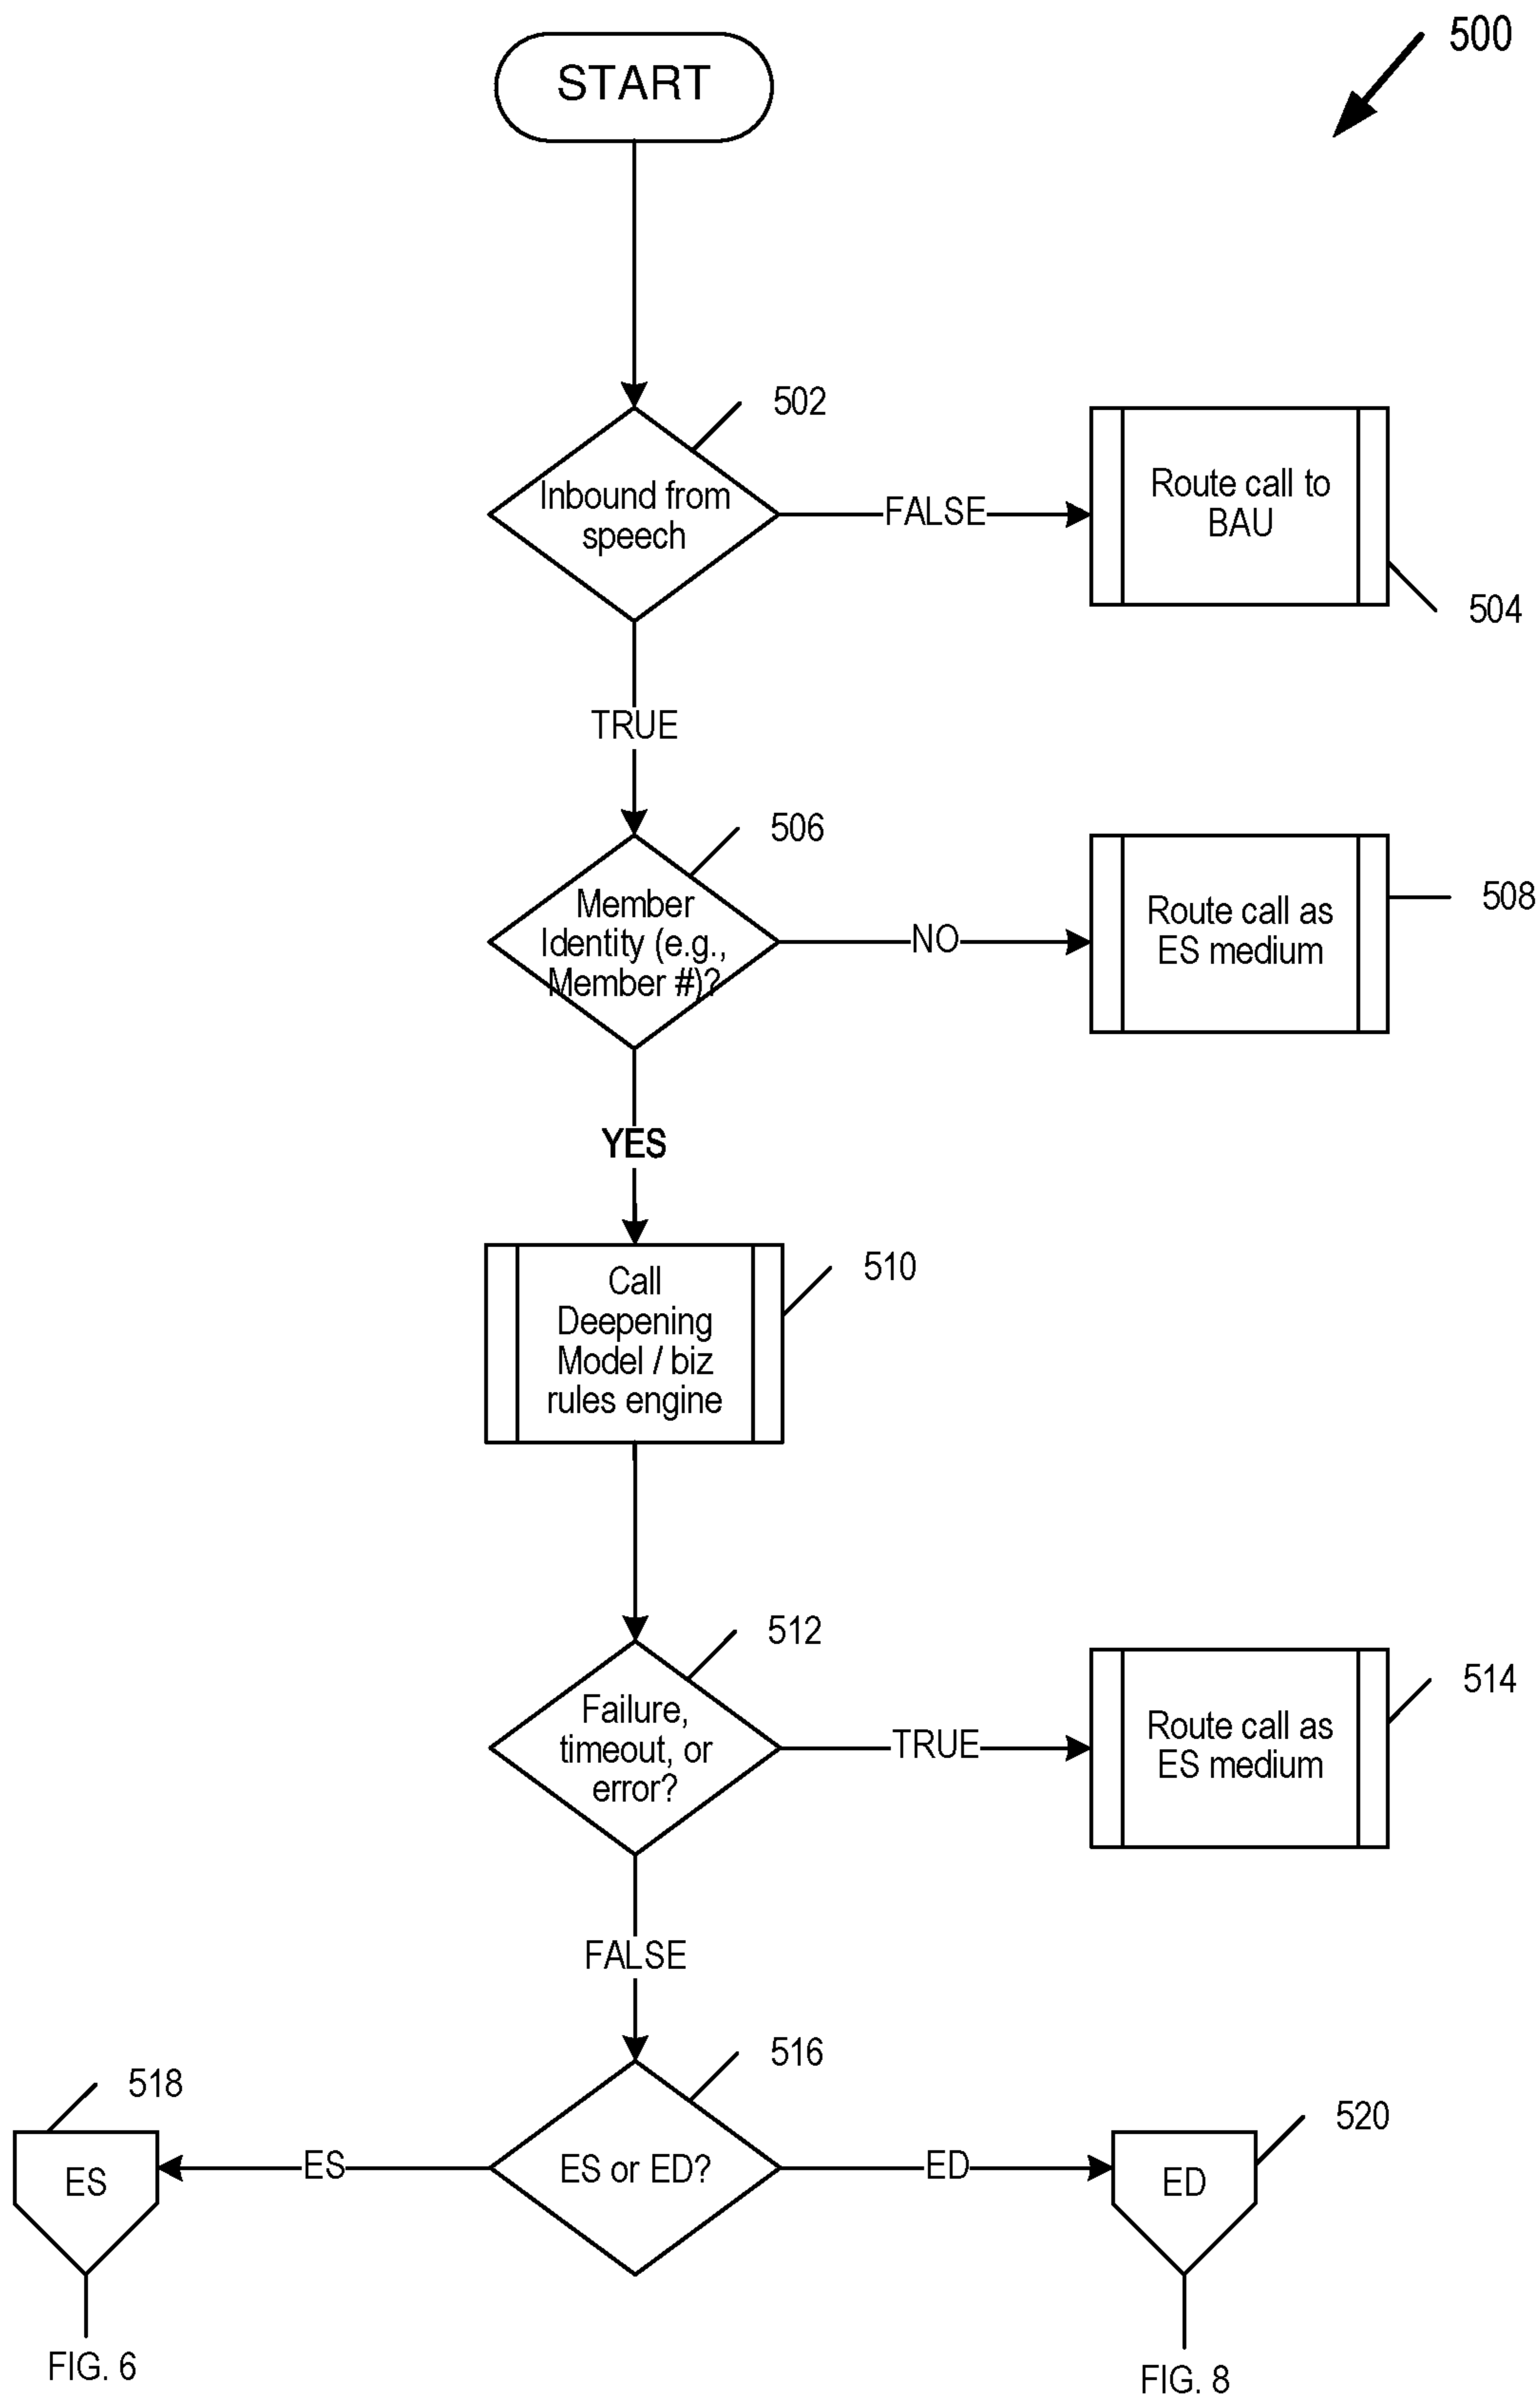 500
START
502
Inbound from
speech
FALSE
Route call to
BAU
504
TRUE
506
Member
Identity (e.g.,
Member #)?
NO
Route call as
ES medium
508
YES
510
Call
Deepening
Model / biz
rules engine
512
Failure,
timeout, or
error?
TRUE
Route call as
ES medium
514
FALSE
516
518
ES
ES
ES or ED?
ED
ED
520
FIG. 6
FIG. 8